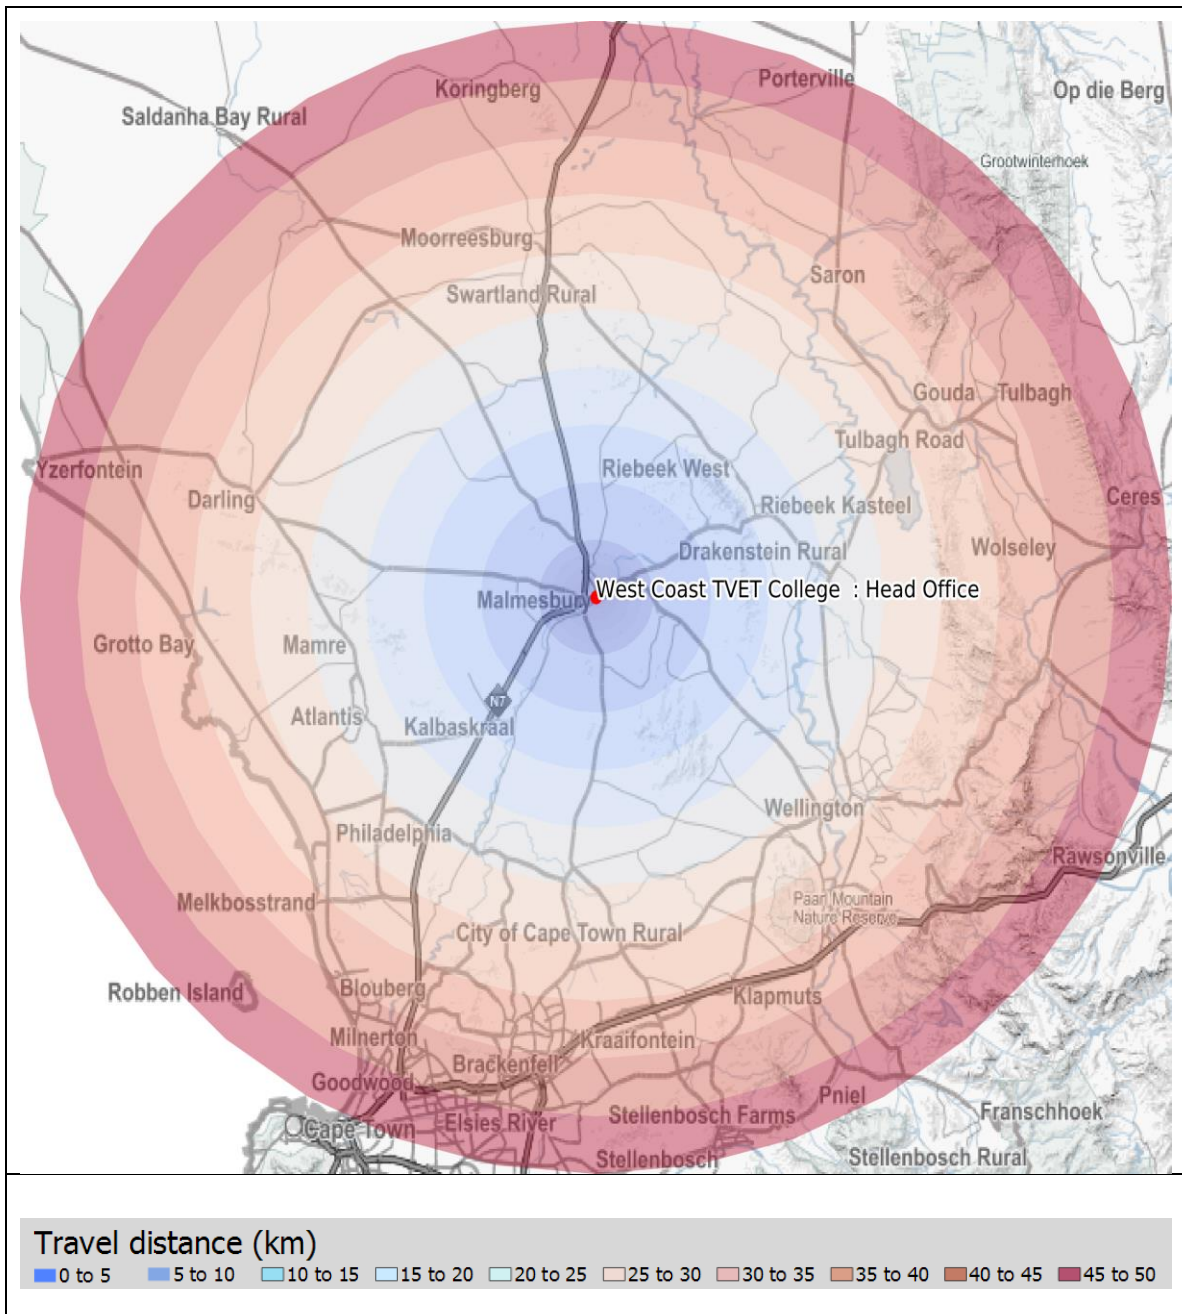 Koringberg
Porterville
Op die Berg
Saldanha Bay Rural
Grootwinterhoek
Moorreesburg
Saron
Swartland Rural
Gouda
Tulbagh
Tulbagh Road
Yzerfontein
Riebeek West
Ceres
Darling
Riebeek Kasteel
Drakenstein Rural
Wolseley
West Coast TVET College : Head Office
Malmesbury
Grotto Bay
Mamre
N7
Atlantis
Kalbaskraal
Wellington
Philadelphia
Rawsonville
Melkbosstrand
Paarl Mountain
Nature Reserve
City of Cape Town Rural
Robben Island
Blouberg
Klapmuts
Milnerton
Kraaifontein
Brackenfell
Goodwood
Pniel
Franschhoek
Cape Town
Elsies River
Stellenbosch Farms
Stellenbosch
Stellenbosch Rural
Travel distance (km)
0 to 5 5 to 10 10 to 15 15 to 20 20 to 25 25 to 30 30 to 35 35 to 40 40 to 45 45 to 50